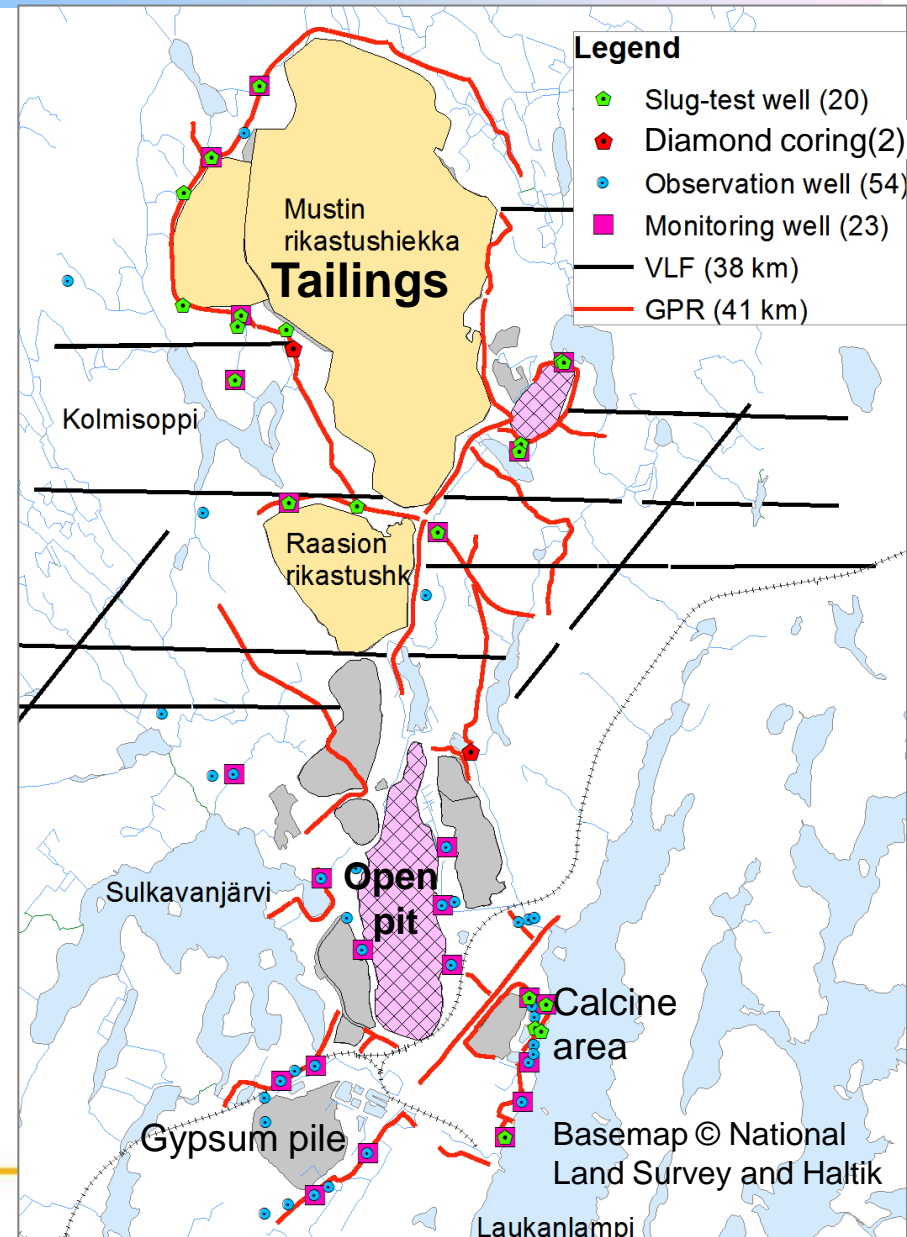 Legend
Slug-test well (20)
Diamond coring(2)
Observation well (54)
Monitoring well (23)
VLF (38 km)
GPR (41 km)
Mustin
rikastushiekka
Tailings
Kolmisoppi
Raasion
rikastushk
Sulkavanjärvi
Open
pit
Calcine
area
Gypsum pile
Basemap © National
Land Survey and Haltik
Laukanlampi